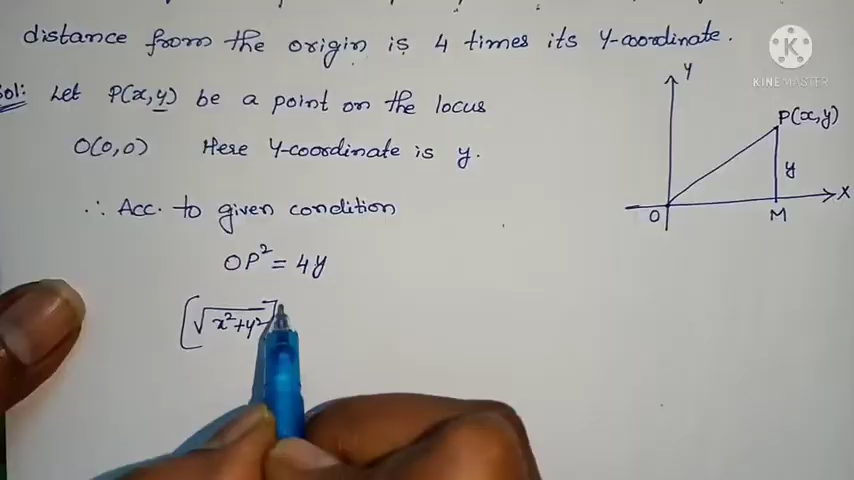 distance from the origin is 4 times its Y-coordinate.
Sol: Let P(x,y) be a point on the locus
O(0,0) Here Y-coordinate is y.
∴ Acc. to given condition
OP² = 4y
[√x²+y²]
Y
P(x,y)
y
O
M
X
K
KINEMASTER